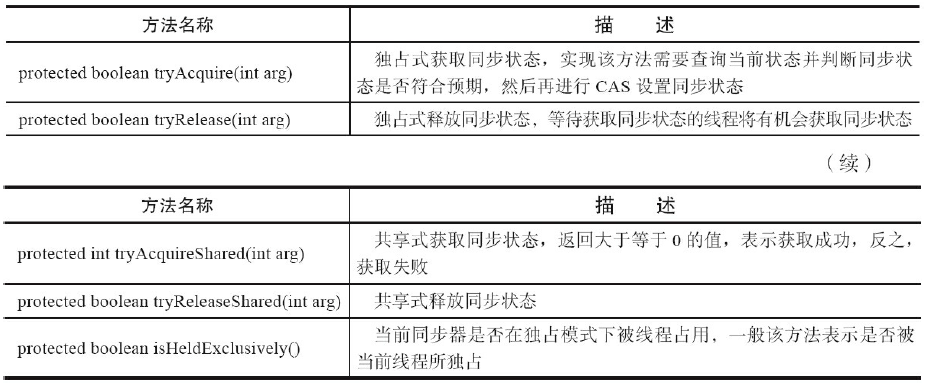 方法名称 描 述
protected boolean tryAcquire(int arg) 独占式获取同步状态，实现该方法需要查询当前状态并判断同步状
态是否符合预期，然后再进行 CAS 设置同步状态
protected boolean tryRelease(int arg) 独占式释放同步状态，等待获取同步状态的线程将有机会获取同步状态
（续）
方法名称 描 述
protected int tryAcquireShared(int arg) 共享式获取同步状态，返回大于等于 0 的值，表示获取成功，反之，
获取失败
protected boolean tryReleaseShared(int arg) 共享式释放同步状态
protected boolean isHeldExclusively() 当前同步器是否在独占模式下被线程占用，一般该方法表示是否被
当前线程所独占